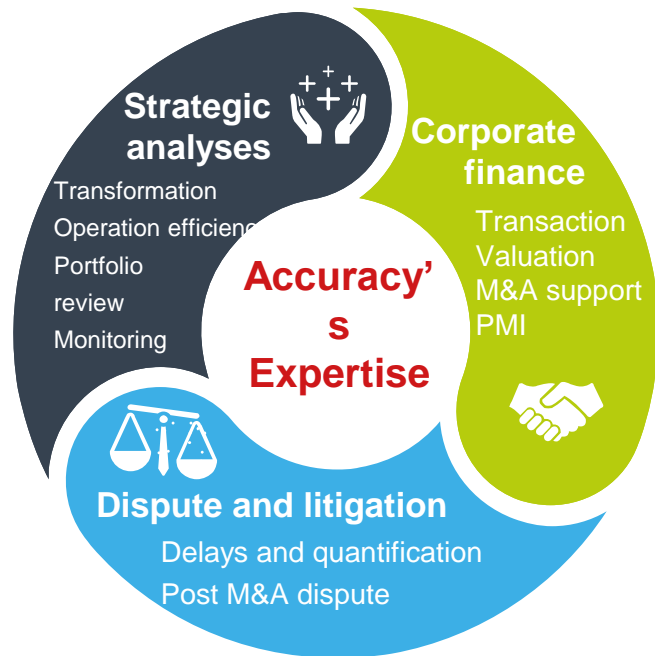 Strategic
analyses
Transformation
Operation efficienc
Portfolio
review
Monitoring
Corporate
finance
Transaction
Valuation
M&A support
PMI
Accuracy’
s
Expertise
Dispute and litigation
Delays and quantification
Post M&A dispute